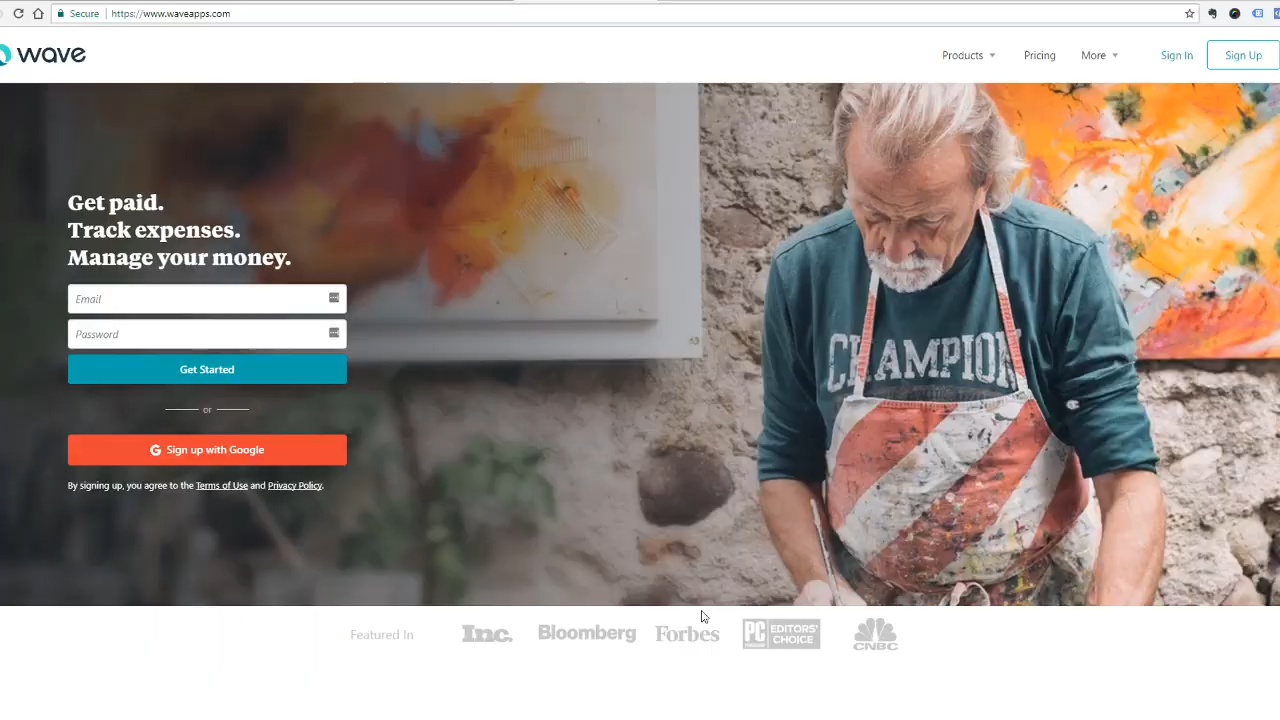 Secure https://www.waveapps.com
wave
Products
Pricing
More
Sign In
Sign Up
Get paid.
Track expenses.
Manage your money.
Email
Password
Get Started
or
G Sign up with Google
By signing up, you agree to the Terms of Use and Privacy Policy.
CHAMPION
Featured In
Inc.
Bloomberg
Forbes
PC
EDITORS'
CHOICE
CNBC